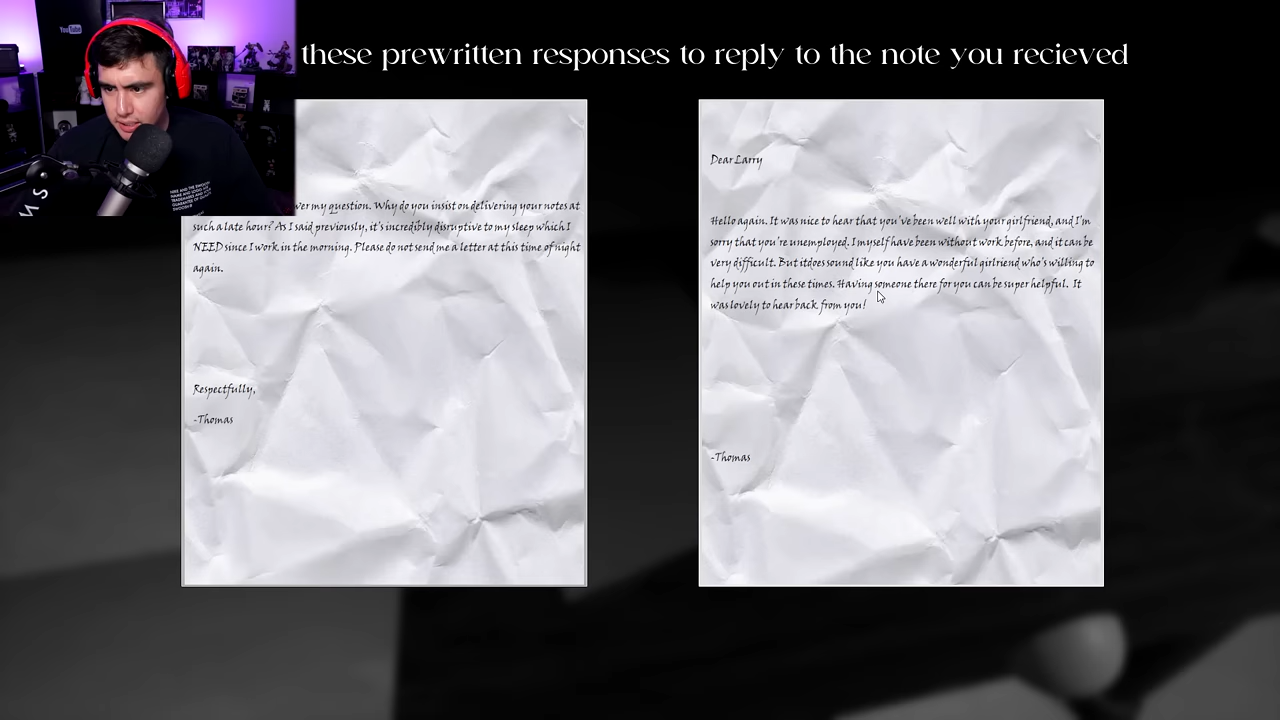 these prewritten responses to reply to the note you recieved
YouTube
wer my question. Why do you insist on delivering your notes at
such a late hour? As I said previously, it's incredibly disruptive to my sleep which I
NEED since I work in the morning. Please do not send me a letter at this time of night
again.
Respectfully,
-Thomas
Dear Larry
Hello again. It was nice to hear that you've been well with your girlfriend, and I'm
sorry that you're unemployed. I myself have been without work before, and it can be
very difficult. But itdoes sound like you have a wonderful girlfriend who's willing to
help you out in these times. Having someone there for you can be super helpful. It
was lovely to hear back from you!
-Thomas